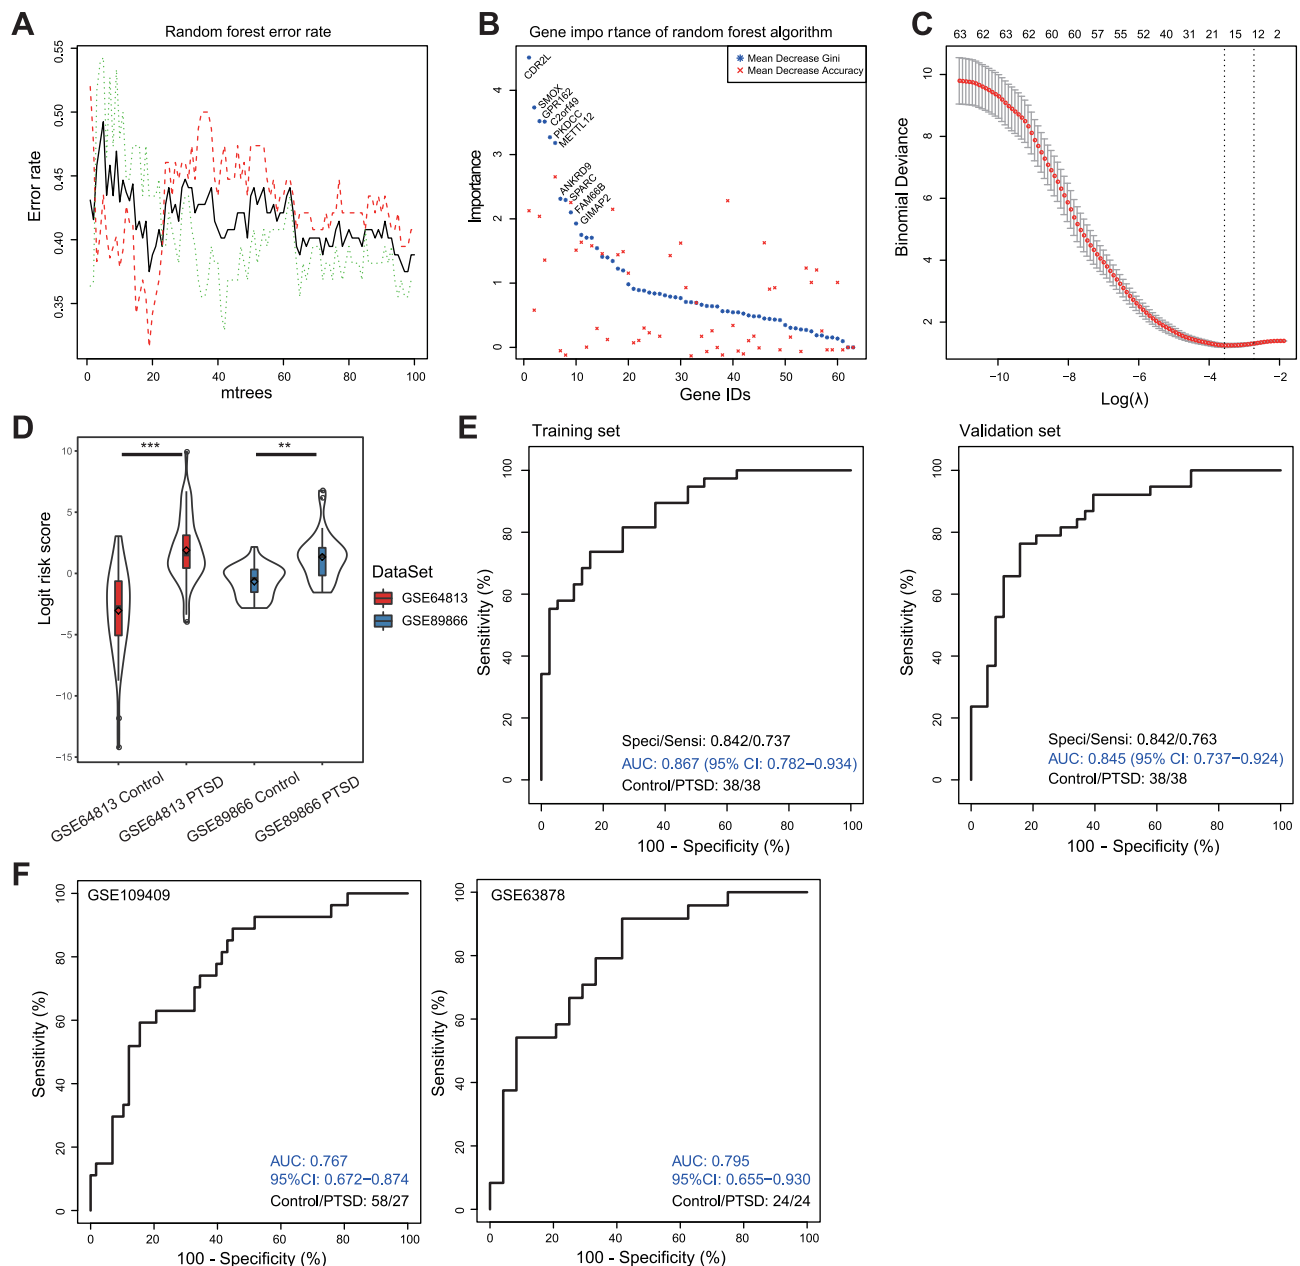 A
Random forest error rate
Error rate
0.55
0.50
0.45
0.40
0.35
0 20 40 60 80 100
mtrees
B
Gene impo rtance of random forest algorithm
Mean Decrease Gini
Mean Decrease Accuracy
CDR2L
SMOX
GPR162
C2orf49
PKDCC
METTL12
ANKRD9
SPARC
FAM66B
GIMAP2
Importance
4
3
2
1
0
0 10 20 30 40 50 60
Gene IDs
C
63 62 63 62 60 60 57 55 52 40 31 21 15 12 2
Binomial Deviance
10
8
6
4
2
−10 −8 −6 −4 −2
Log(λ)
D
*** **
Logit risk score
10
5
0
−5
−10
−15
GSE64813 Control
GSE64813 PTSD
GSE89866 Control
GSE89866 PTSD
DataSet
GSE64813
GSE89866
E
Training set
Sensitivity (%)
100
80
60
40
20
0
Speci/Sensi: 0.842/0.737
AUC: 0.867 (95% CI: 0.782−0.934)
Control/PTSD: 38/38
0 20 40 60 80 100
100 - Specificity (%)
Validation set
Sensitivity (%)
100
80
60
40
20
0
Speci/Sensi: 0.842/0.763
AUC: 0.845 (95% CI: 0.737−0.924)
Control/PTSD: 38/38
0 20 40 60 80 100
100 - Specificity (%)
F
GSE109409
Sensitivity (%)
100
80
60
40
20
0
AUC: 0.767
95%CI: 0.672−0.874
Control/PTSD: 58/27
0 20 40 60 80 100
100 - Specificity (%)
GSE63878
Sensitivity (%)
100
80
60
40
20
0
AUC: 0.795
95%CI: 0.655−0.930
Control/PTSD: 24/24
0 20 40 60 80 100
100 - Specificity (%)